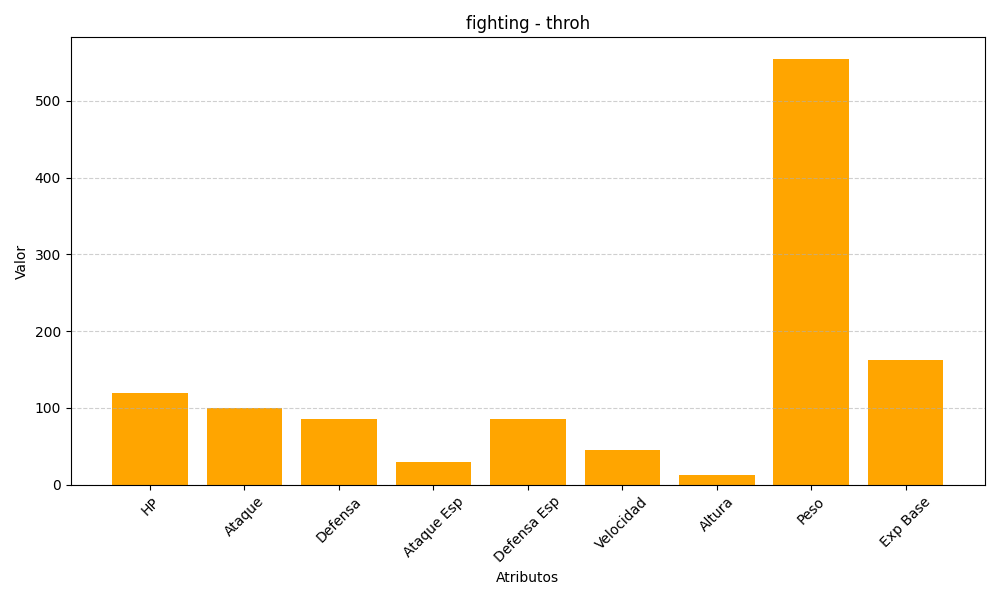 fighting - throh
Valor
500
400
300
200
100
0
HP
Ataque
Defensa
Ataque Esp
Defensa Esp
Velocidad
Altura
Peso
Exp Base
Atributos